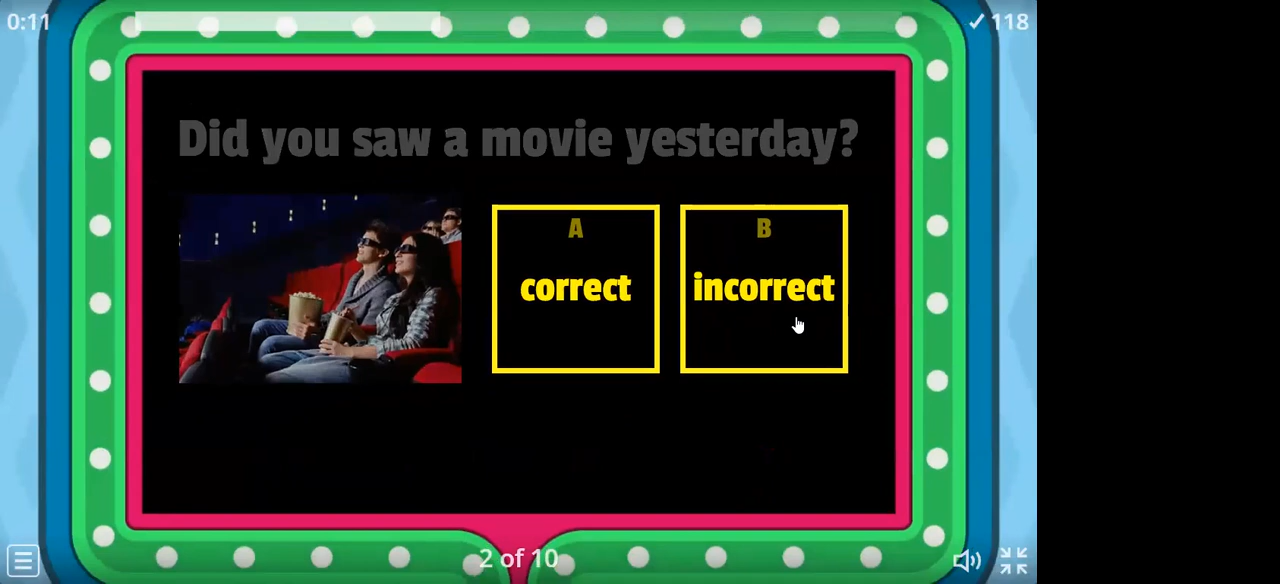 0:11
✓ 118
Did you saw a movie yesterday?
A
correct
B
incorrect
2 of 10